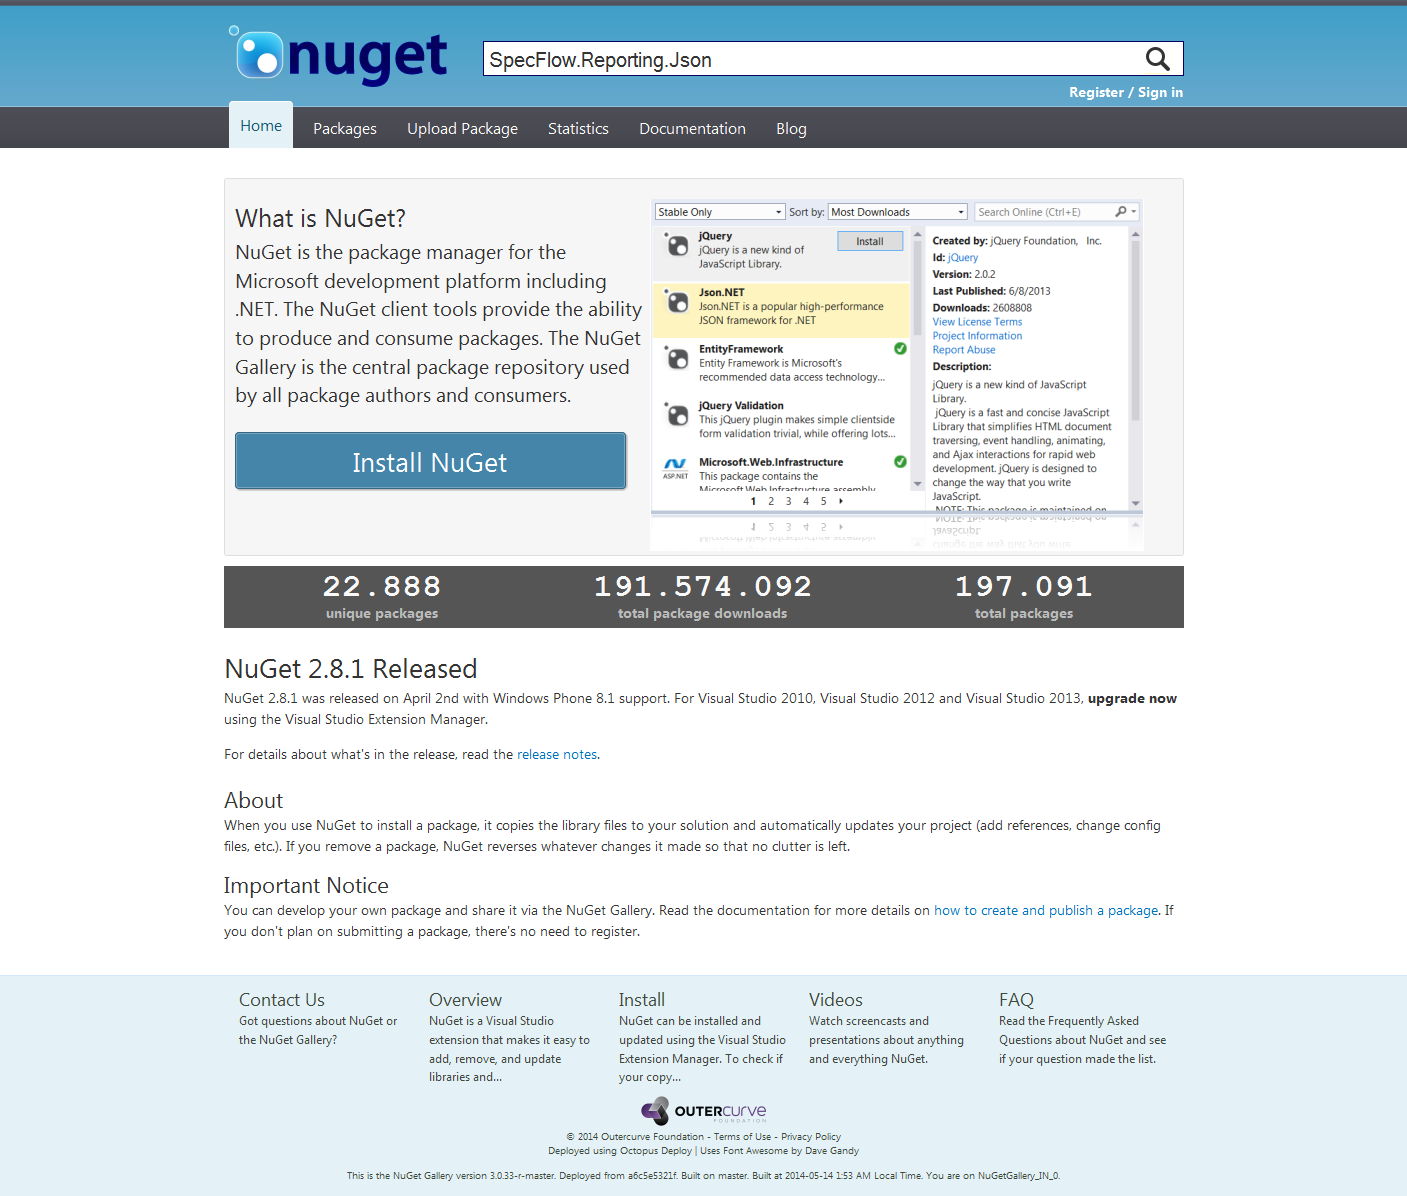 nuget
SpecFlow.Reporting.Json
Register / Sign in
Home
Packages
Upload Package
Statistics
Documentation
Blog
What is NuGet?
NuGet is the package manager for the
Microsoft development platform including
.NET. The NuGet client tools provide the ability
to produce and consume packages. The NuGet
Gallery is the central package repository used
by all package authors and consumers.
Install NuGet
Stable Only
Sort by:
Most Downloads
Search Online (Ctrl+E)
jQuery
jQuery is a new kind of
JavaScript Library.
Install
Json.NET
Json.NET is a popular high-performance
JSON framework for .NET
EntityFramework
Entity Framework is Microsoft's
recommended data access technology...
jQuery Validation
This jQuery plugin makes simple clientside
form validation trivial, while offering lots...
ASP.NET
Microsoft.Web.Infrastructure
This package contains the
Microsoft.Web.Infrastructure assembly
1 2 3 4 5
Created by: jQuery Foundation, Inc.
Id: jQuery
Version: 2.0.2
Last Published: 6/8/2013
Downloads: 2608808
View License Terms
Project Information
Report Abuse
Description:
jQuery is a new kind of JavaScript
Library.
jQuery is a fast and concise JavaScript
Library that simplifies HTML document
traversing, event handling, animating,
and Ajax interactions for rapid web
development. jQuery is designed to
change the way that you write
JavaScript.
NOTE: This package is maintained on
22.888
unique packages
191.574.092
total package downloads
197.091
total packages
NuGet 2.8.1 Released
NuGet 2.8.1 was released on April 2nd with Windows Phone 8.1 support. For Visual Studio 2010, Visual Studio 2012 and Visual Studio 2013, upgrade now
using the Visual Studio Extension Manager.
For details about what's in the release, read the release notes.
About
When you use NuGet to install a package, it copies the library files to your solution and automatically updates your project (add references, change config
files, etc.). If you remove a package, NuGet reverses whatever changes it made so that no clutter is left.
Important Notice
You can develop your own package and share it via the NuGet Gallery. Read the documentation for more details on how to create and publish a package. If
you don't plan on submitting a package, there's no need to register.
Contact Us
Got questions about NuGet or
the NuGet Gallery?
Overview
NuGet is a Visual Studio
extension that makes it easy to
add, remove, and update
libraries and...
Install
NuGet can be installed and
updated using the Visual Studio
Extension Manager. To check if
your copy...
Videos
Watch screencasts and
presentations about anything
and everything NuGet.
FAQ
Read the Frequently Asked
Questions about NuGet and see
if your question made the list.
OUTERCURVE
FOUNDATION
© 2014 Outercurve Foundation - Terms of Use - Privacy Policy
Deployed using Octopus Deploy | Uses Font Awesome by Dave Gandy
This is the NuGet Gallery version 3.0.33-r-master. Deployed from a6c5e5321f. Built on master. Built at 2014-05-14 1:53 AM Local Time. You are on NuGetGallery_IN_0.